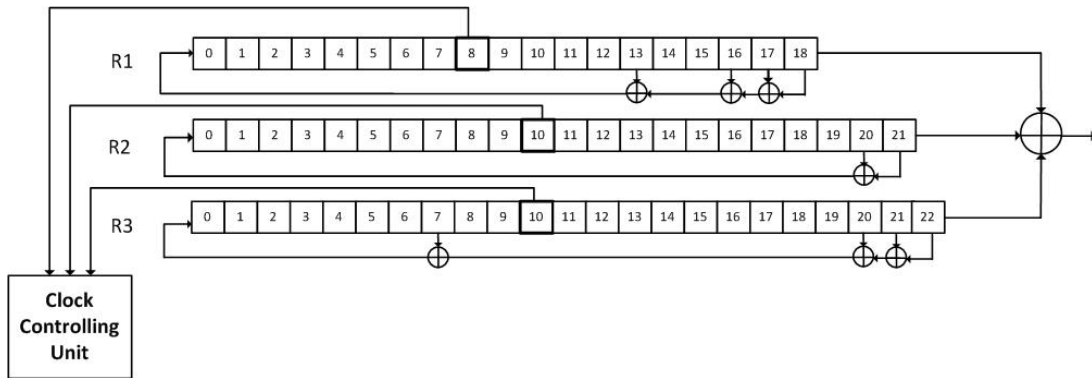 R1 0 1 2 3 4 5 6 7 8 9 10 11 12 13 14 15 16 17 18
R2 0 1 2 3 4 5 6 7 8 9 10 11 12 13 14 15 16 17 18 19 20 21
R3 0 1 2 3 4 5 6 7 8 9 10 11 12 13 14 15 16 17 18 19 20 21 22
Clock
Controlling
Unit